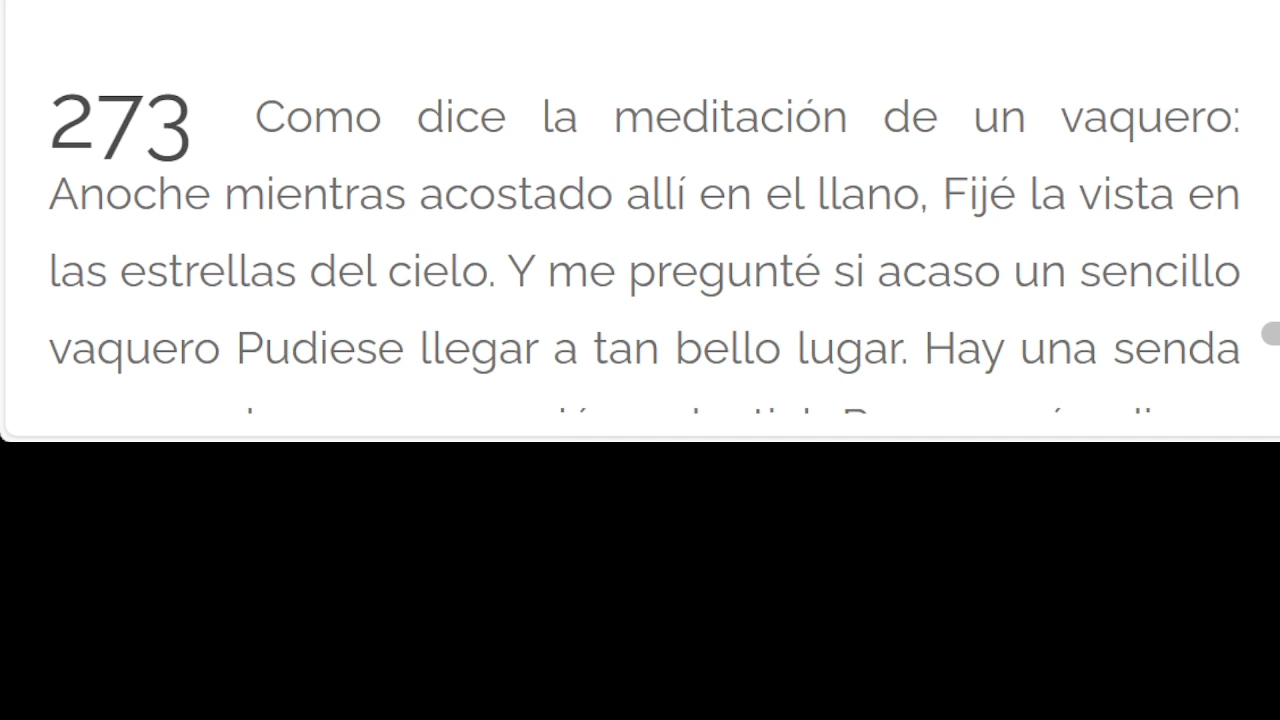 273 Como dice la meditación de un vaquero:
Anoche mientras acostado allí en el llano, Fijé la vista en
las estrellas del cielo. Y me pregunté si acaso un sencillo
vaquero Pudiese llegar a tan bello lugar. Hay una senda